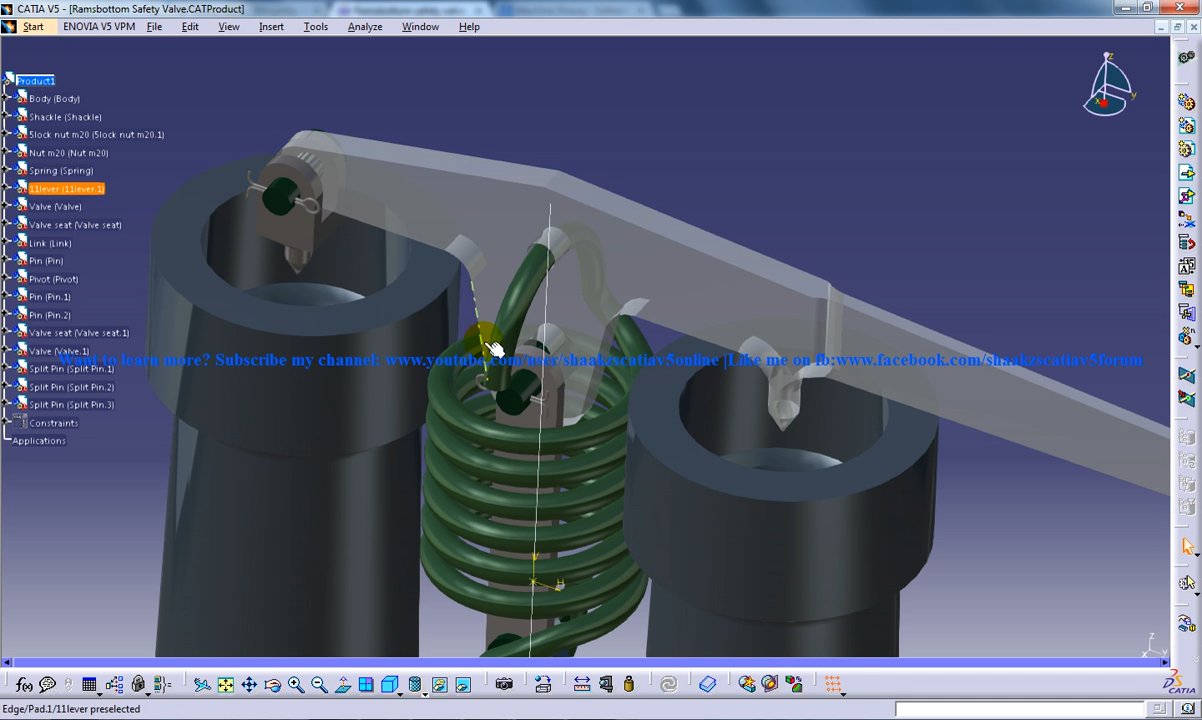 CATIA V5 - [Ramsbottom Safety Valve.CATProduct]
Start ENOVIA V5 VPM File Edit View Insert Tools Analyze Window Help
Product1
Body (Body)
Shackle (Shackle)
5lock nut m20 (5lock nut m20.1)
Nut m20 (Nut m20)
Spring (Spring)
11lever (11lever.1)
Valve (Valve)
Valve seat (Valve seat)
Link (Link)
Pin (Pin)
Pivot (Pivot)
Pin (Pin.1)
Pin (Pin.2)
Valve seat (Valve seat.1)
Valve (Valve.1)
Want to learn more? Subscribe my channel: www.youtube.com/user/shaakzscatiav5online |Like me on fb:www.facebook.com/shaakzscatiav5forum
Split Pin (Split Pin.1)
Split Pin (Split Pin.2)
Split Pin (Split Pin.3)
Constraints
Applications
z
y
x
V
H
z
x
y
f(x)
CATIA
Edge/Pad.1/11lever preselected